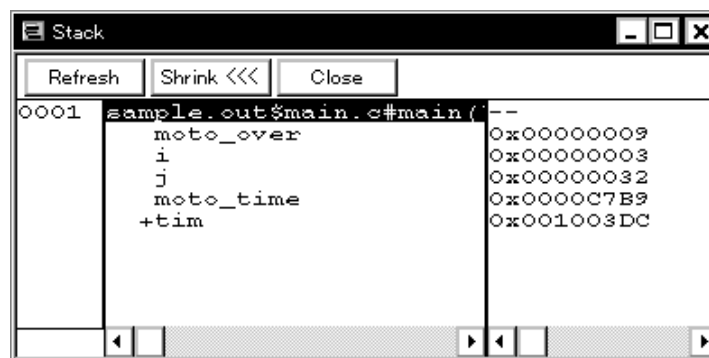 Stack
Refresh Shrink <<< Close
0001 sample.out$main.c#main( --
moto_over 0x00000009
i 0x00000003
j 0x00000032
moto_time 0x0000C7B9
+tim 0x001003DC